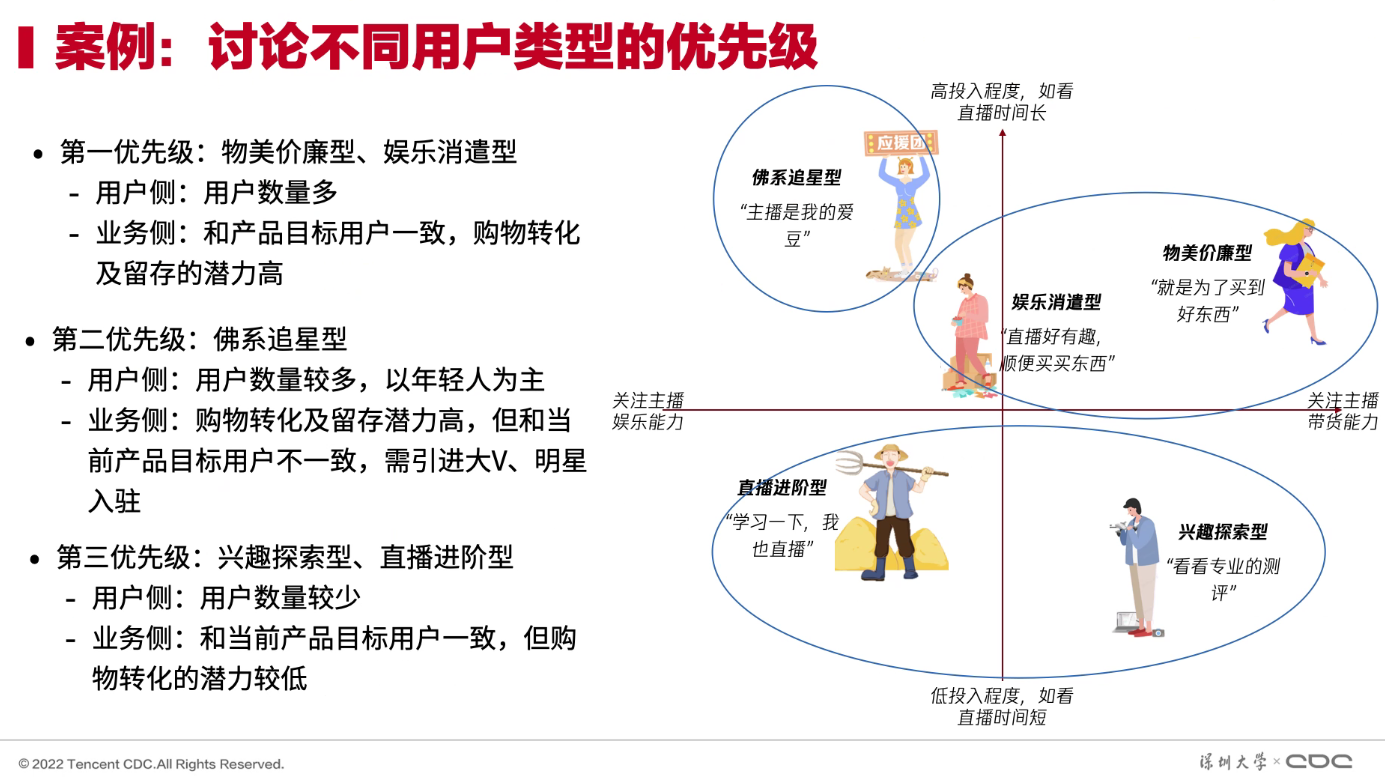 案例：讨论不同用户类型的优先级
• 第一优先级：物美价廉型、娱乐消遣型
- 用户侧：用户数量多
- 业务侧：和产品目标用户一致，购物转化
及留存的潜力高
• 第二优先级：佛系追星型
- 用户侧：用户数量较多，以年轻人为主
- 业务侧：购物转化及留存潜力高，但和当
前产品目标用户不一致，需引进大V、明星
入驻
• 第三优先级：兴趣探索型、直播进阶型
- 用户侧：用户数量较少
- 业务侧：和当前产品目标用户一致，但购
物转化的潜力较低
高投入程度，如看
直播时间长
应援团
佛系追星型
“主播是我的爱
豆”
物美价廉型
“就是为了买到
好东西”
娱乐消遣型
“直播好有趣，
顺便买买东西”
关注主播
娱乐能力
关注主播
带货能力
直播进阶型
“学习一下，我
也直播”
兴趣探索型
“看看专业的测
评”
低投入程度，如看
直播时间短
© 2022 Tencent CDC.All Rights Reserved.
深圳大学 × CDC